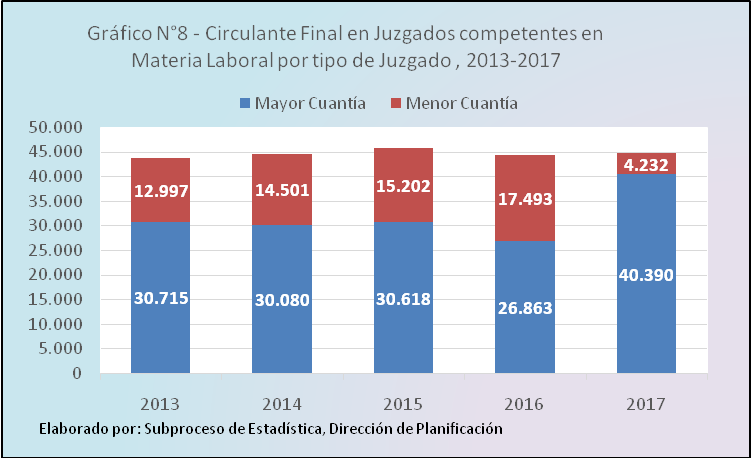 Gráfico N°8 - Circulante Final en Juzgados competentes en
Materia Laboral por tipo de Juzgado , 2013-2017
Mayor Cuantía Menor Cuantía
50.000
45.000
40.000
35.000
30.000
25.000
20.000
15.000
10.000
5.000
0
12.997 14.501 15.202 17.493 4.232
30.715 30.080 30.618 26.863 40.390
2013 2014 2015 2016 2017
Elaborado por: Subproceso de Estadística, Dirección de Planificación